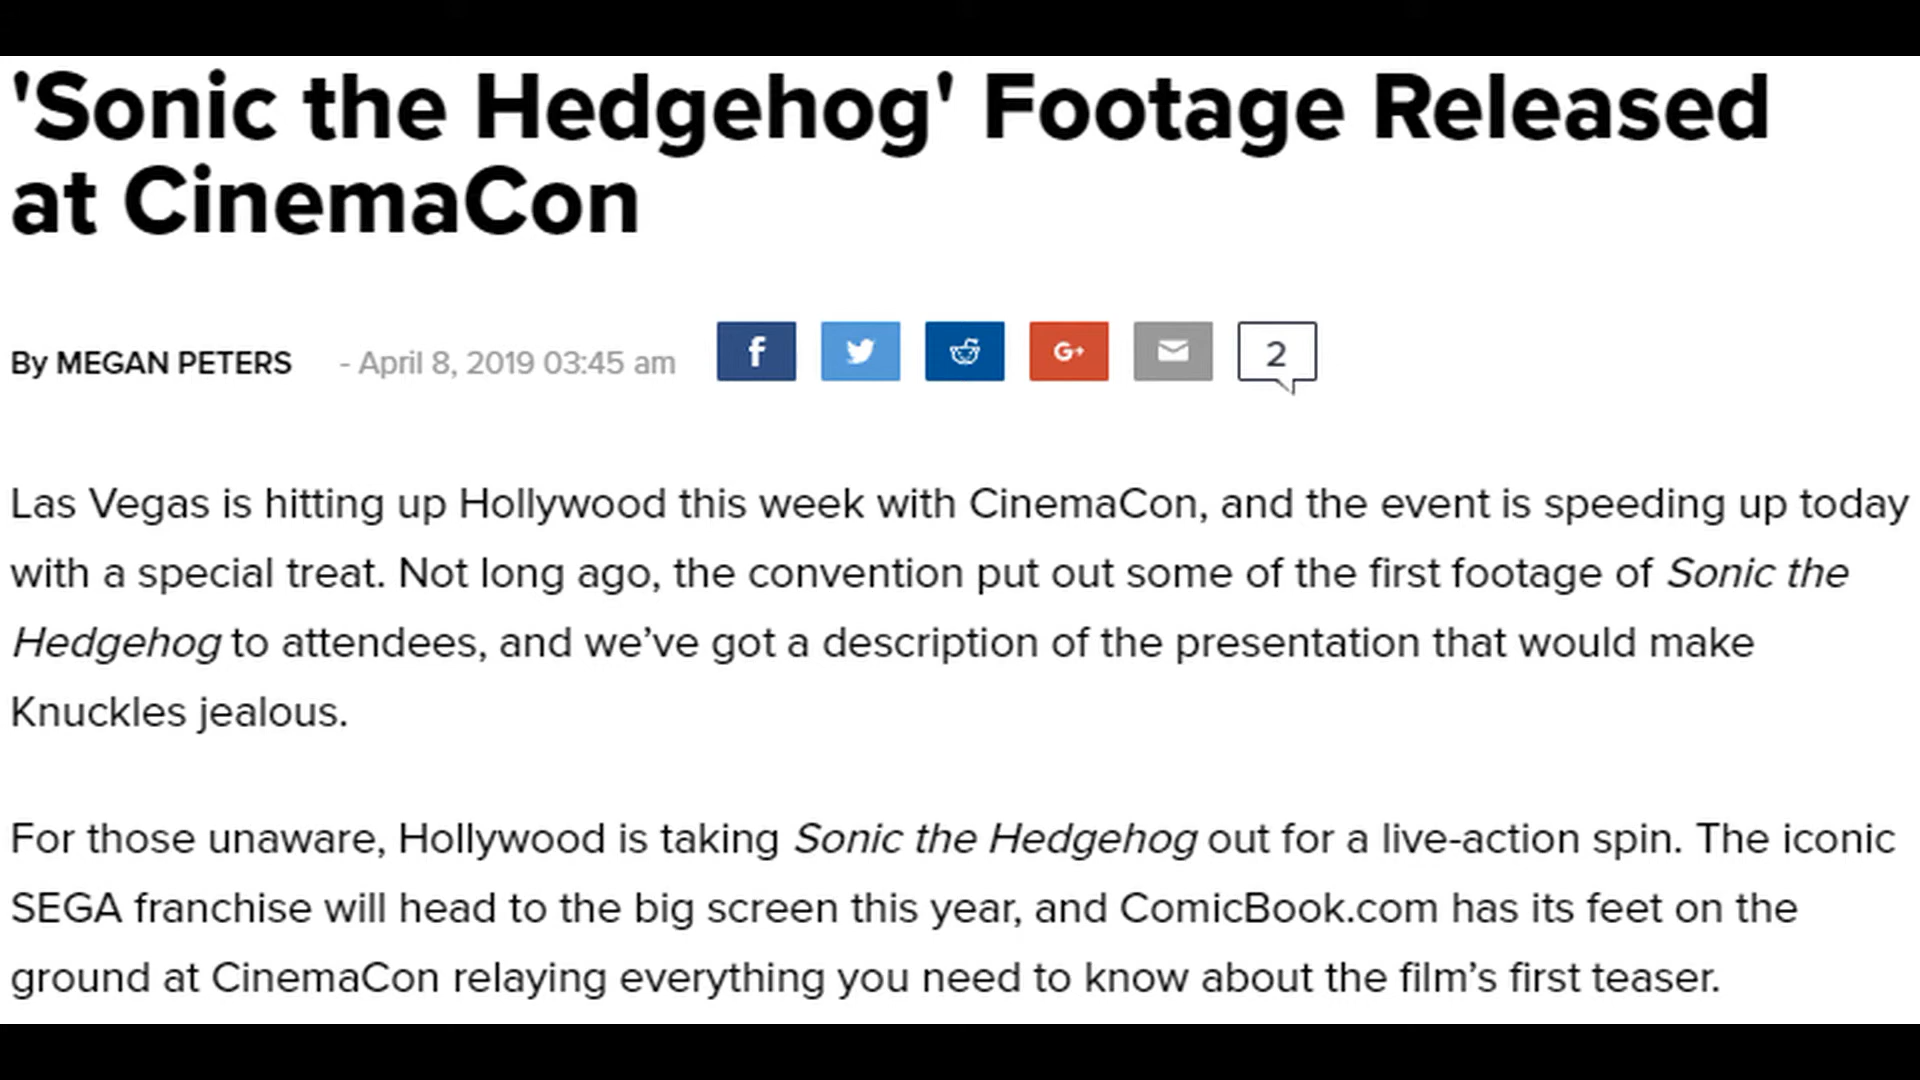 'Sonic the Hedgehog' Footage Released
at CinemaCon
By MEGAN PETERS - April 8, 2019 03:45 am f G+ 2
Las Vegas is hitting up Hollywood this week with CinemaCon, and the event is speeding up today
with a special treat. Not long ago, the convention put out some of the first footage of Sonic the
Hedgehog to attendees, and we’ve got a description of the presentation that would make
Knuckles jealous.
For those unaware, Hollywood is taking Sonic the Hedgehog out for a live-action spin. The iconic
SEGA franchise will head to the big screen this year, and ComicBook.com has its feet on the
ground at CinemaCon relaying everything you need to know about the film’s first teaser.